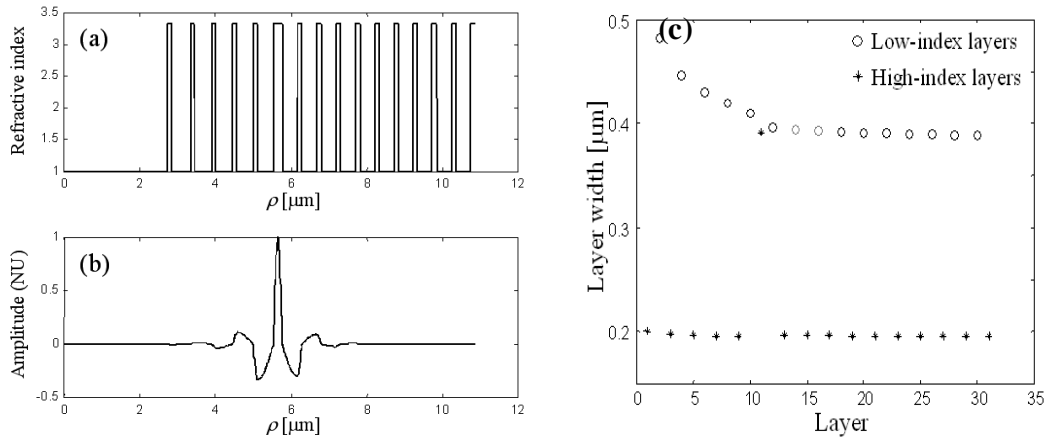 (a)
Refractive index
3.5
3
2.5
2
1.5
1
0 2 4 6 8 10 12
ρ [µm]
(b)
Amplitude (NU)
1
0.5
0
-0.5
0 2 4 6 8 10 12
ρ [µm]
(c)
Low-index layers
High-index layers
Layer width [µm]
0.5
0.4
0.3
0.2
0 5 10 15 20 25 30 35
Layer